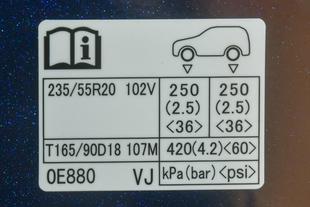 235/55R20 102V 250 250
(2.5) (2.5)
<36> <36>
T165/90D18 107M 420(4.2)<60>
0E880 VJ kPa(bar)<psi>